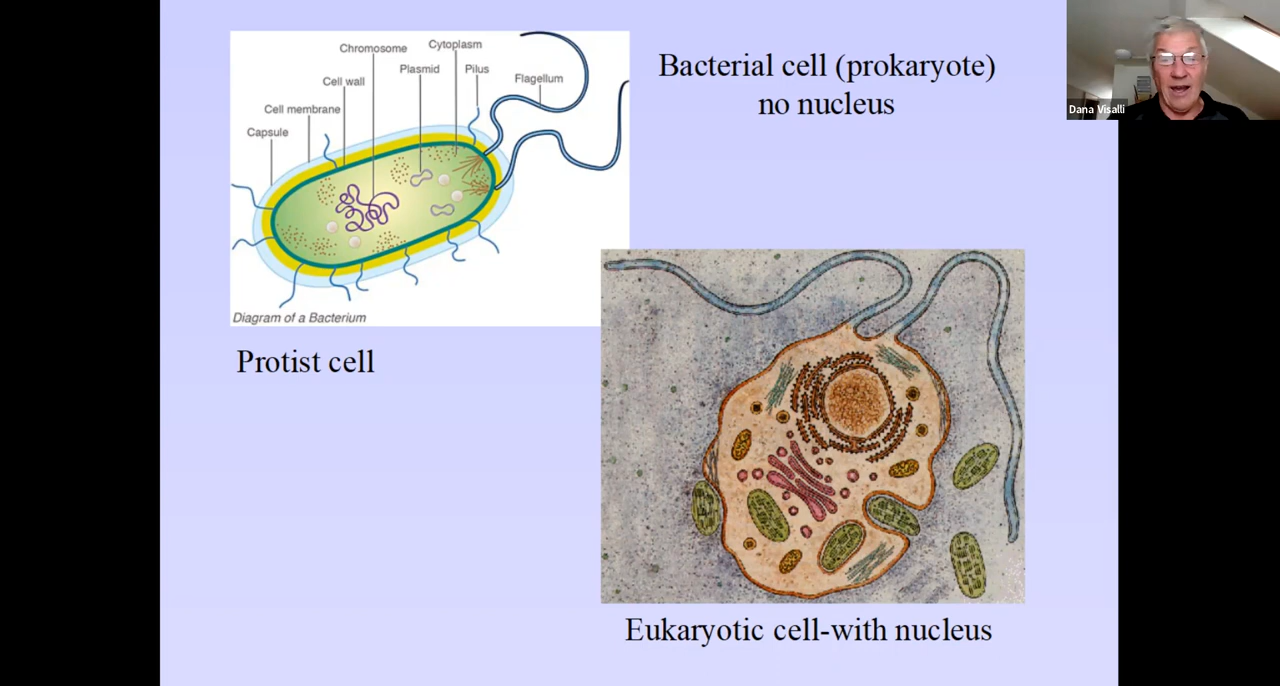 Chromosome
Cytoplasm
Plasmid
Pilus
Flagellum
Cell wall
Cell membrane
Capsule
Diagram of a Bacterium
Bacterial cell (prokaryote)
no nucleus
Dana Visalli
Protist cell
Eukaryotic cell-with nucleus